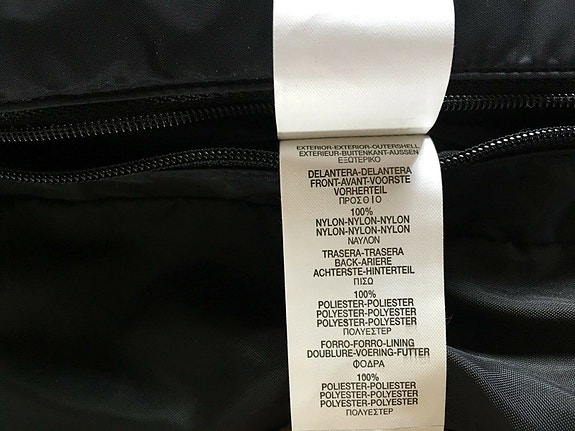 EXTERIOR-EXTERIOR-OUTERSHELL
EXTERIEUR-BUITENKANT-AUSSEN
ΕΞΩΤΕΡΙΚΟ
DELANTERA-DELANTERA
FRONT-AVANT-VOORSTE
VORHERTEIL
ΠΡΟΣΘΙΟ
100%
NYLON-NYLON-NYLON
NYLON-NYLON-NYLON
ΝΑΥΛΟΝ
TRASERA-TRASERA
BACK-ARIERE
ACHTERSTE-HINTERTEIL
ΠΙΣΩ
100%
POLIESTER-POLIESTER
POLYESTER-POLYESTER
POLYESTER-POLYESTER
ΠΟΛΥΕΣΤΕΡ
FORRO-FORRO-LINING
DOUBLURE-VOERING-FUTTER
ΦΟΔΡΑ
100%
POLIESTER-POLIESTER
POLYESTER-POLYESTER
POLYESTER-POLYESTER
ΠΟΛΥΕΣΤΕΡ